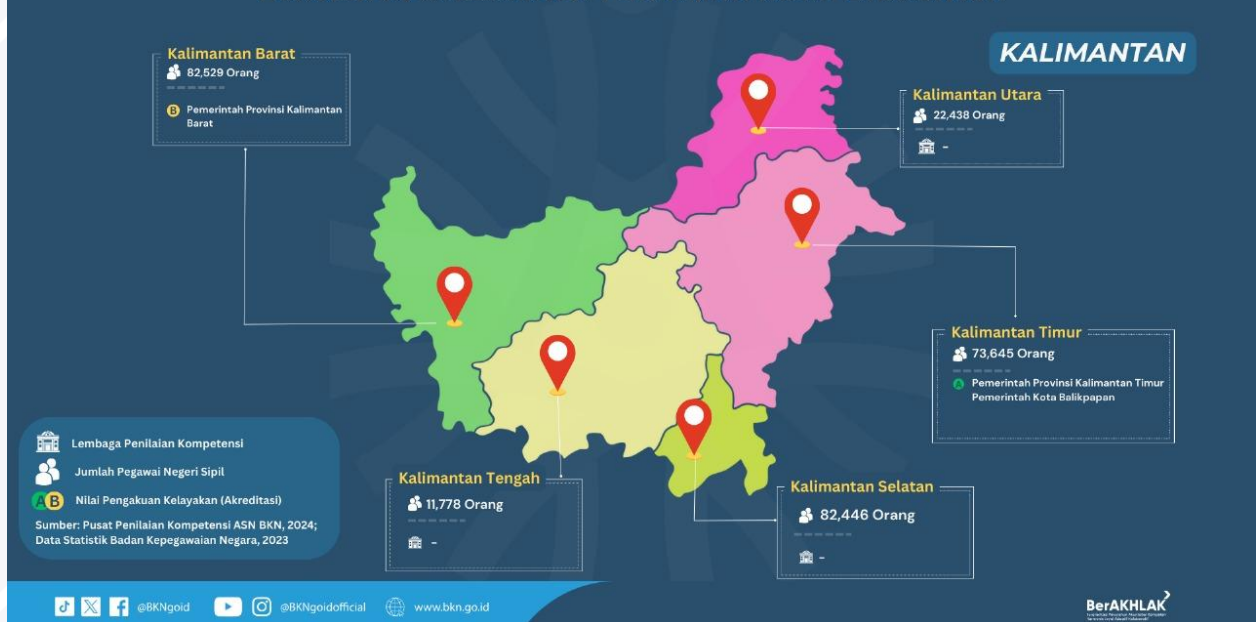 KALIMANTAN
Kalimantan Barat
82,529 Orang
B Pemerintah Provinsi Kalimantan
Barat
Kalimantan Utara
22,438 Orang
-
Kalimantan Timur
73,645 Orang
A Pemerintah Provinsi Kalimantan Timur
Pemerintah Kota Balikpapan
Kalimantan Tengah
11,778 Orang
-
Kalimantan Selatan
82,446 Orang
-
Lembaga Penilaian Kompetensi
Jumlah Pegawai Negeri Sipil
A B Nilai Pengakuan Kelayakan (Akreditasi)
Sumber: Pusat Penilaian Kompetensi ASN BKN, 2024;
Data Statistik Badan Kepegawaian Negara, 2023
@BKNgoid
@BKNgoidofficial
www.bkn.go.id
BerAKHLAK